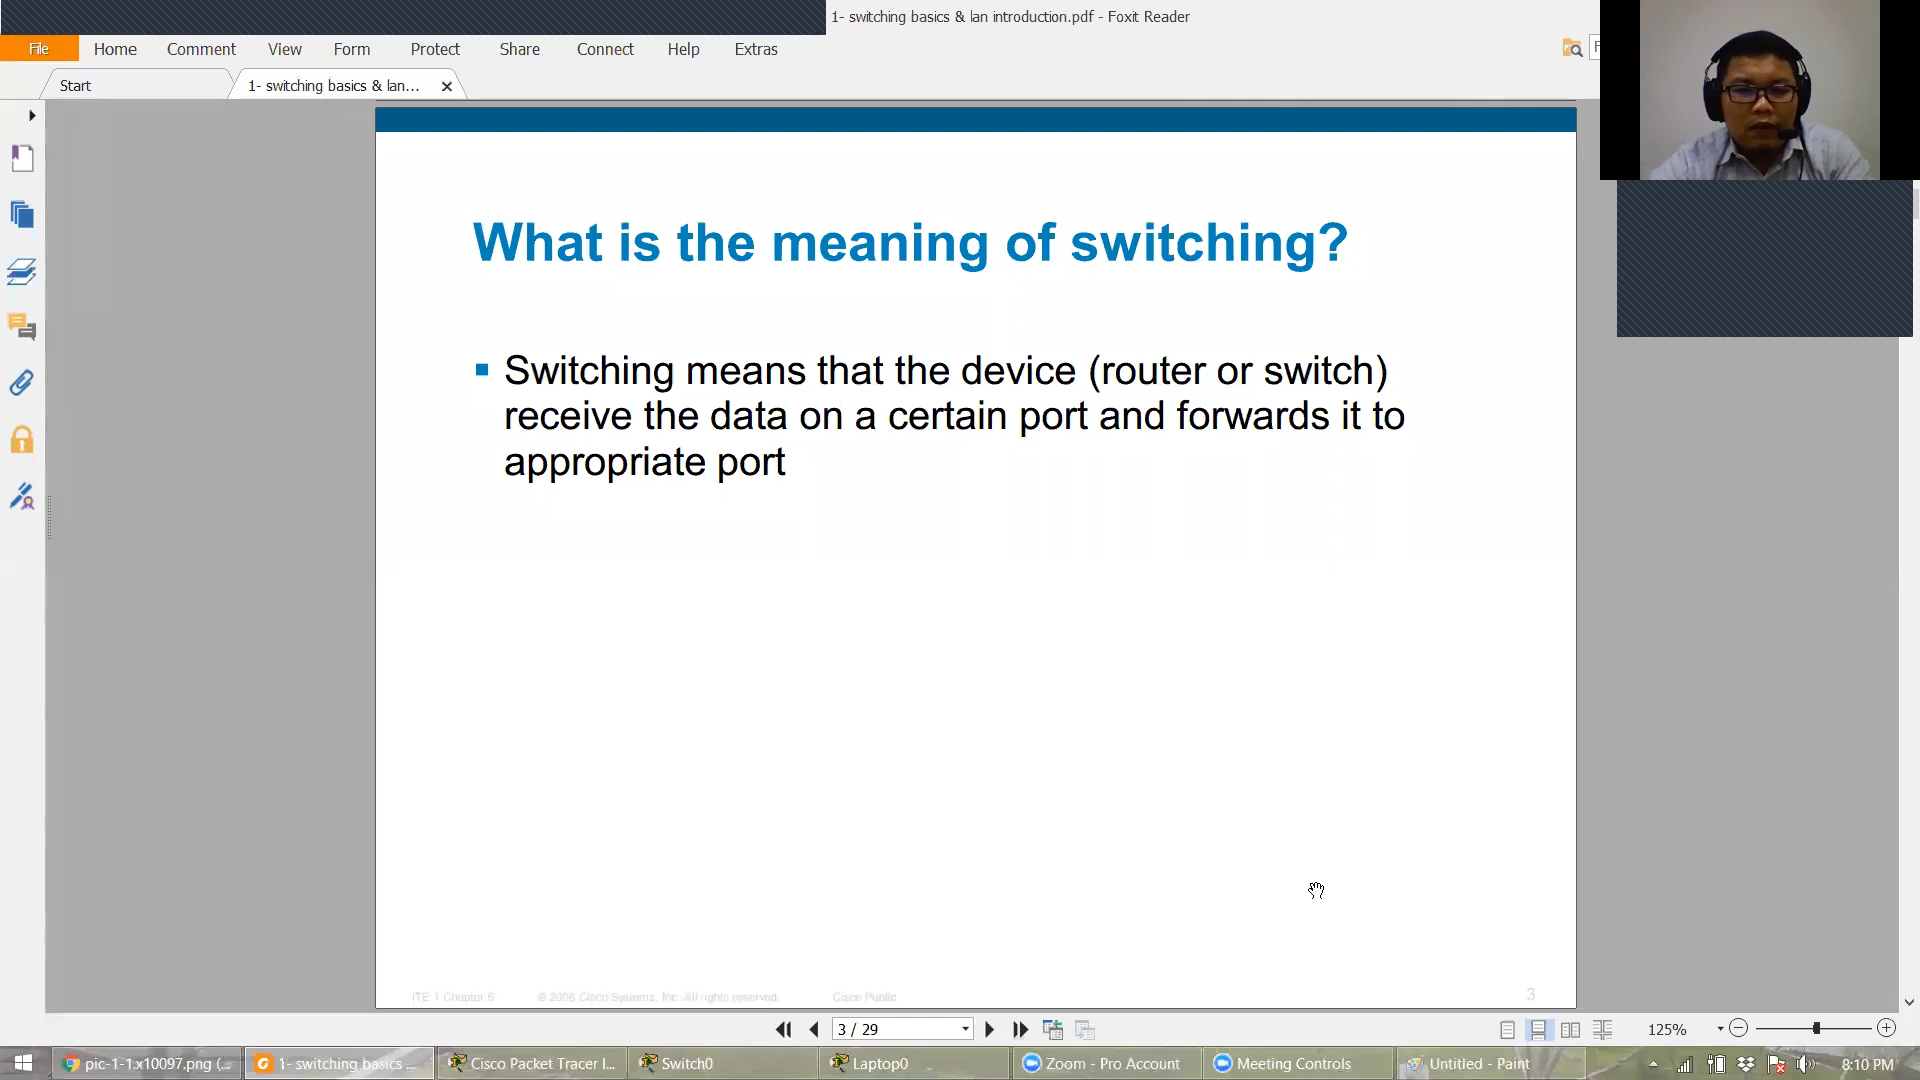 1- switching basics & lan introduction.pdf - Foxit Reader
File Home Comment View Form Protect Share Connect Help Extras
Start 1- switching basics & lan...
What is the meaning of switching?
Switching means that the device (router or switch)
receive the data on a certain port and forwards it to
appropriate port
ITE 1 Chapter 6 © 2006 Cisco Systems, Inc. All rights reserved. Cisco Public 3
3 / 29 125%
pic-1-1.x10097.png (... 1- switching basics ... Cisco Packet Tracer I... Switch0 Laptop0 Zoom - Pro Account Meeting Controls Untitled - Paint 8:10 PM